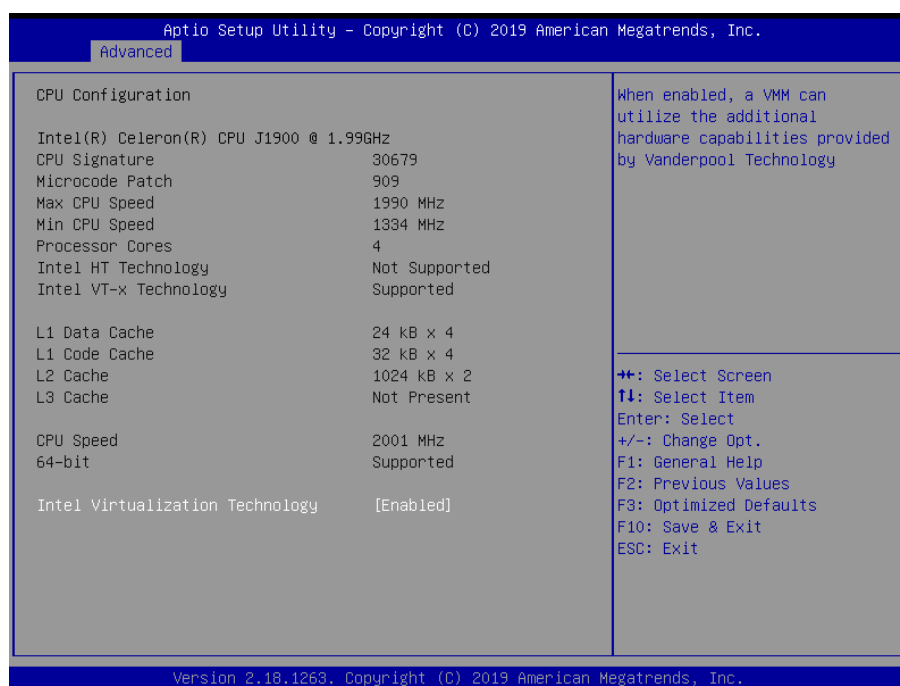 Aptio Setup Utility – Copyright (C) 2019 American Megatrends, Inc.
Advanced
CPU Configuration
Intel(R) Celeron(R) CPU J1900 @ 1.99GHz
CPU Signature 30679
Microcode Patch 909
Max CPU Speed 1990 MHz
Min CPU Speed 1334 MHz
Processor Cores 4
Intel HT Technology Not Supported
Intel VT-x Technology Supported
L1 Data Cache 24 kB x 4
L1 Code Cache 32 kB x 4
L2 Cache 1024 kB x 2
L3 Cache Not Present
CPU Speed 2001 MHz
64-bit Supported
Intel Virtualization Technology [Enabled]
When enabled, a VMM can
utilize the additional
hardware capabilities provided
by Vanderpool Technology
→←: Select Screen
↑↓: Select Item
Enter: Select
+/-: Change Opt.
F1: General Help
F2: Previous Values
F3: Optimized Defaults
F10: Save & Exit
ESC: Exit
Version 2.18.1263. Copyright (C) 2019 American Megatrends, Inc.